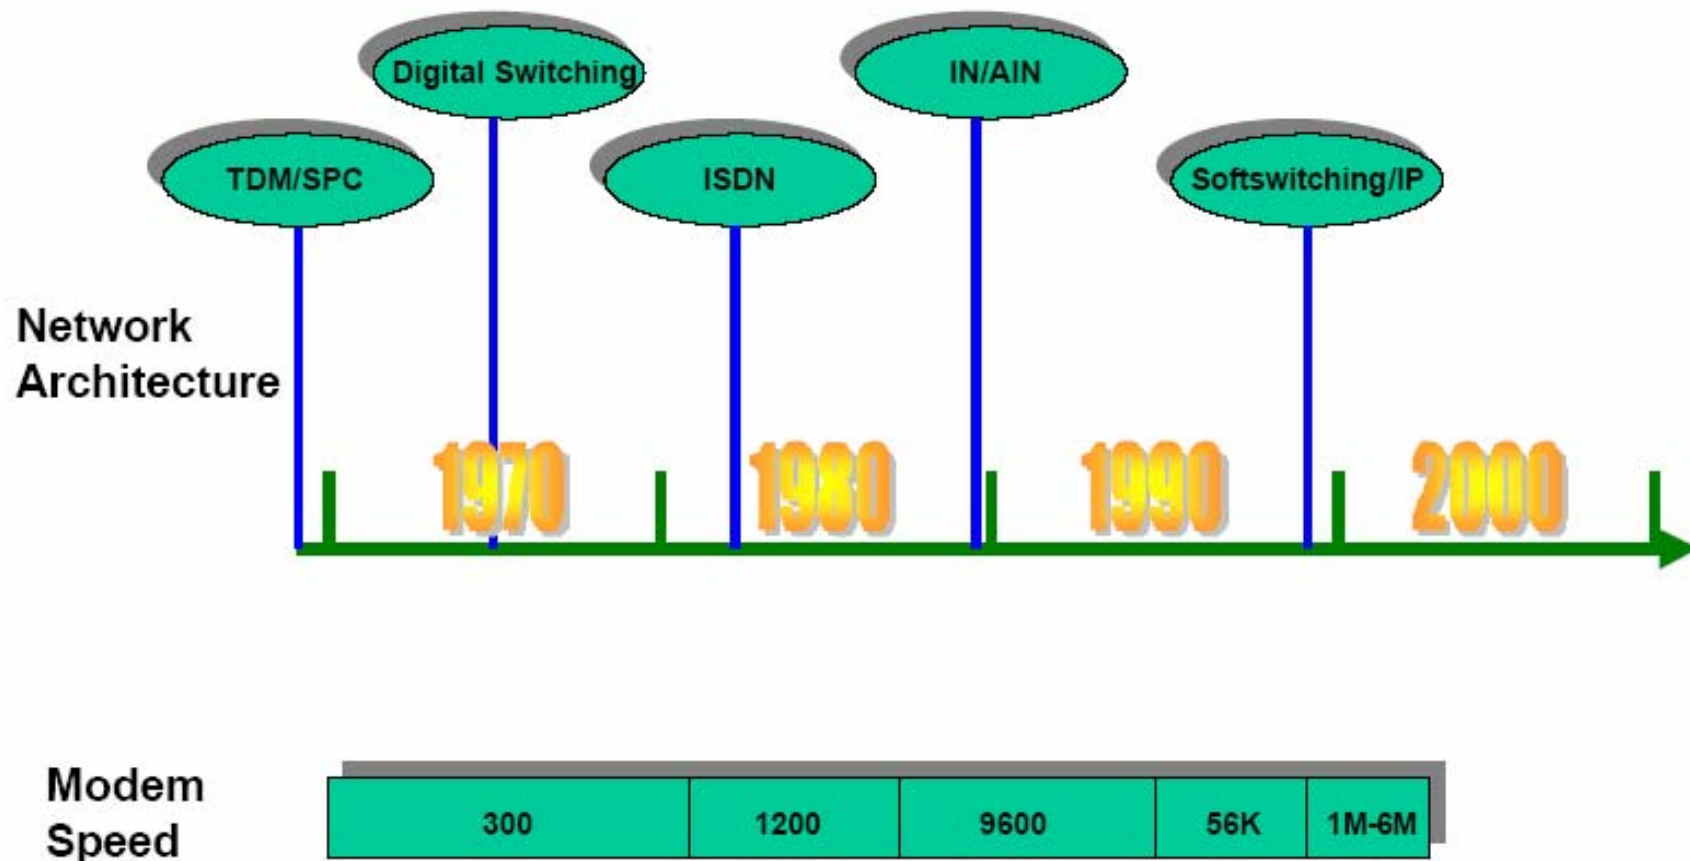 Digital Switching
IN/AIN
TDM/SPC
ISDN
Softswitching/IP
Network
Architecture
1970
1980
1990
2000
Modem
Speed
300
1200
9600
56K
1M-6M